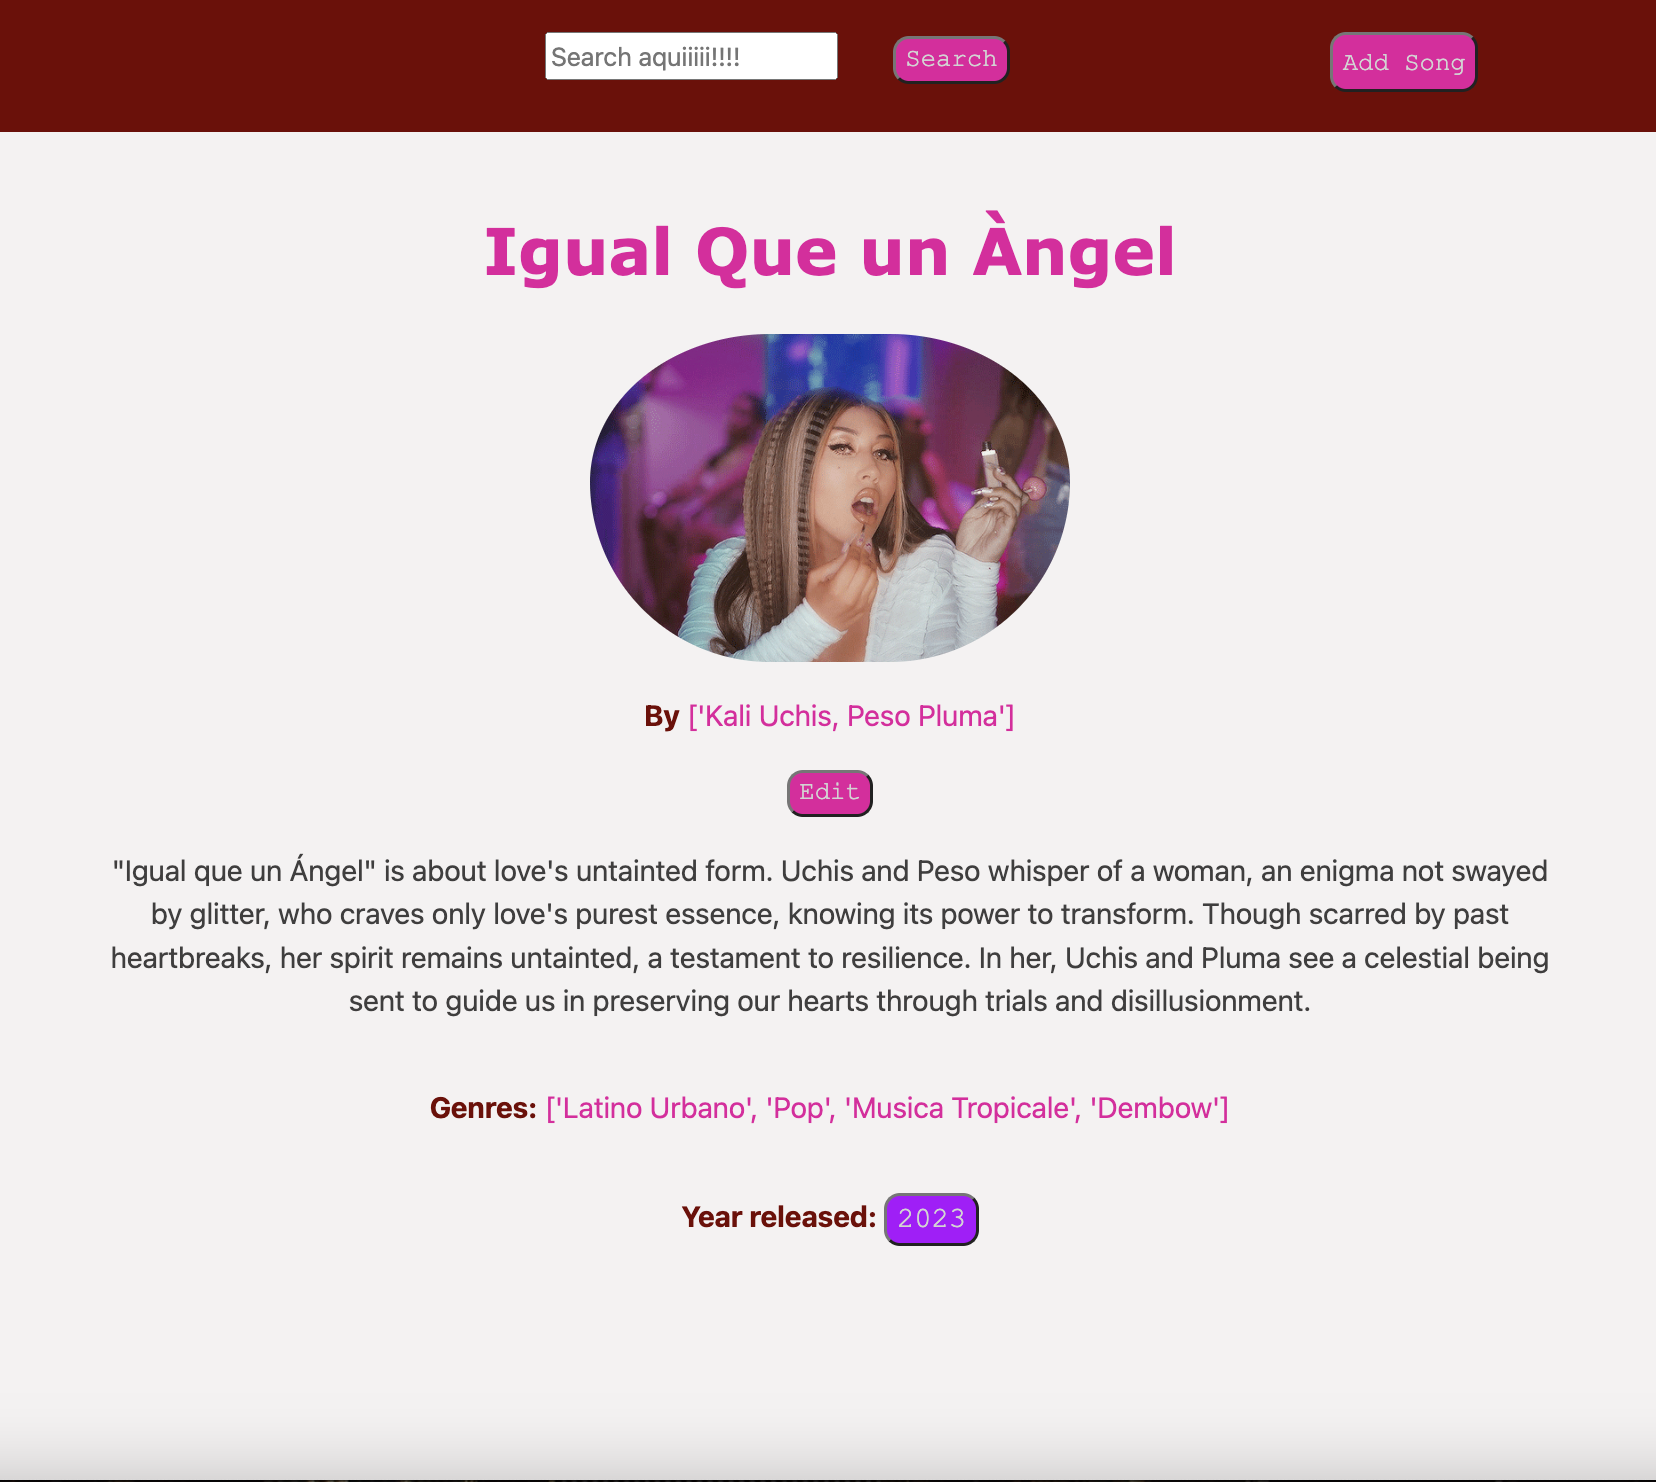 Search aquiiiii!!!! Search Add Song
Igual Que un Àngel
By ['Kali Uchis, Peso Pluma']
Edit
"Igual que un Ángel" is about love's untainted form. Uchis and Peso whisper of a woman, an enigma not swayed
by glitter, who craves only love's purest essence, knowing its power to transform. Though scarred by past
heartbreaks, her spirit remains untainted, a testament to resilience. In her, Uchis and Pluma see a celestial being
sent to guide us in preserving our hearts through trials and disillusionment.
Genres: ['Latino Urbano', 'Pop', 'Musica Tropicale', 'Dembow']
Year released: 2023